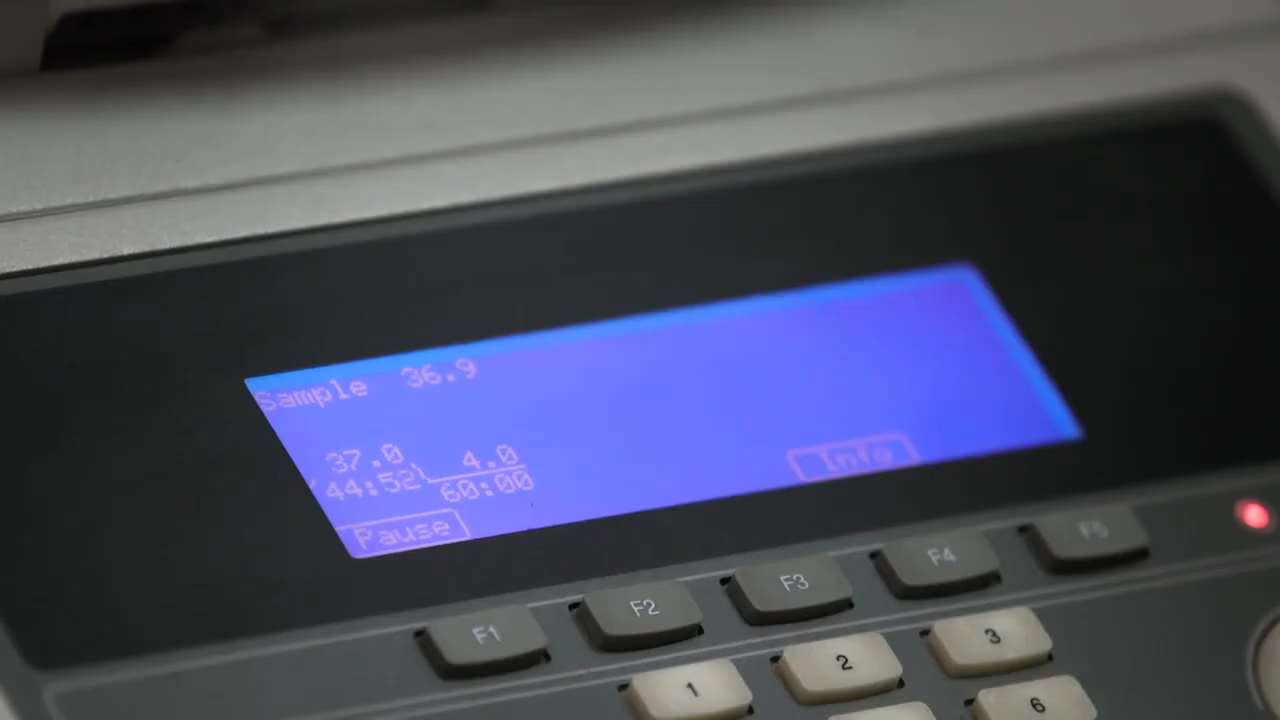 Sample 36.9
37.0 4.0
44:52 60:00
Pause Info
F1 F2 F3 F4 F5
1 2 3
6